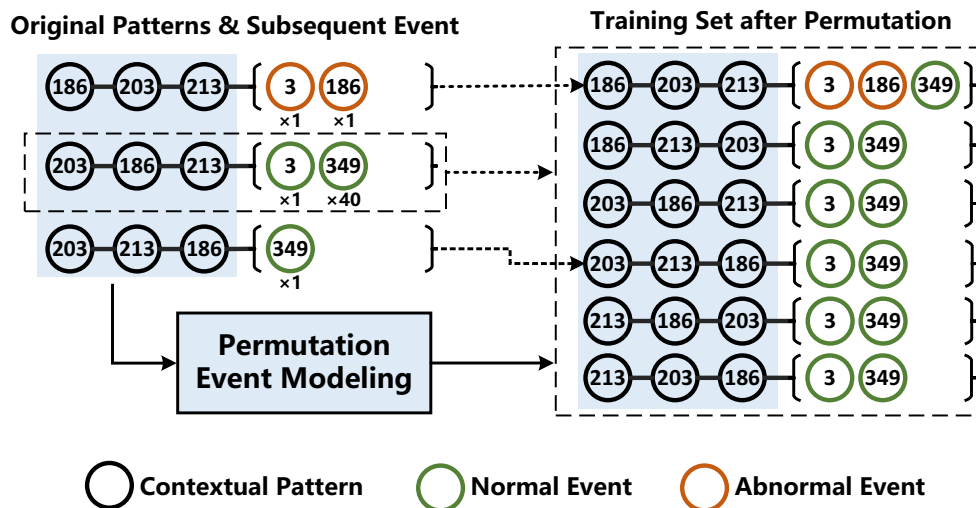 Original Patterns & Subsequent Event
186 203 213 3 186
×1 ×1
203 186 213 3 349
×1 ×40
203 213 186 349
×1
Permutation
Event Modeling
Training Set after Permutation
186 203 213 3 186 349
186 213 203 3 349
203 186 213 3 349
203 213 186 3 349
213 186 203 3 349
213 203 186 3 349
Contextual Pattern Normal Event Abnormal Event